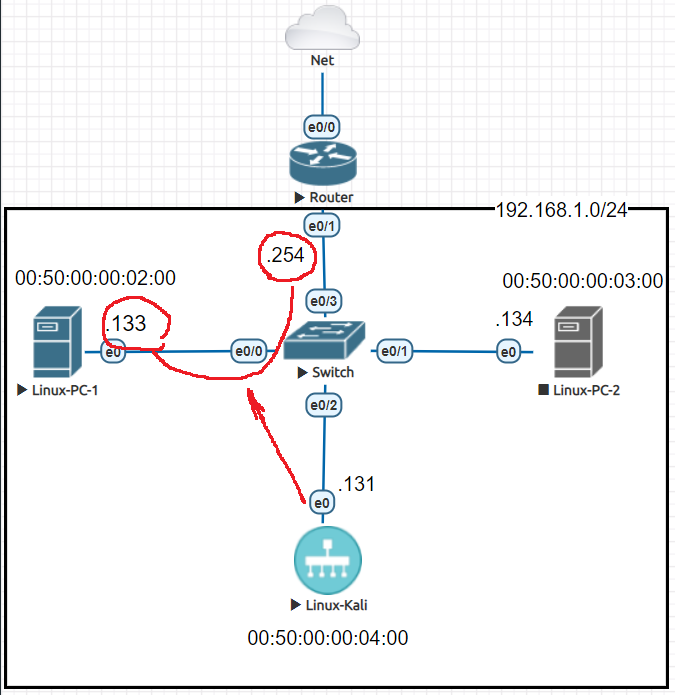 Net
e0/0
Router
192.168.1.0/24
e0/1
.254
00:50:00:00:02:00
00:50:00:00:03:00
e0/3
.133
.134
e0
e0/0
e0/1
e0
Switch
Linux-PC-1
Linux-PC-2
e0/2
.131
e0
Linux-Kali
00:50:00:00:04:00